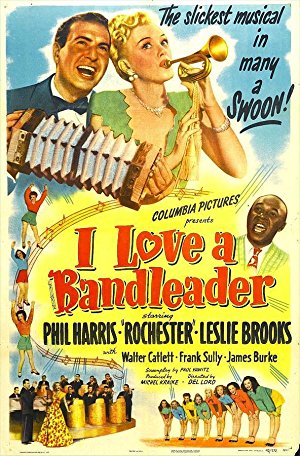 The slickest musical
in
many
a
SWOON!
COLUMBIA PICTURES
presents
I Love a
Bandleader
starring
PHIL HARRIS · 'ROCHESTER' · LESLIE BROOKS
with Walter Catlett · Frank Sully · James Burke
Screenplay by PAUL YAWITZ
Produced by MICHEL KRAIKE · Directed by DEL LORD